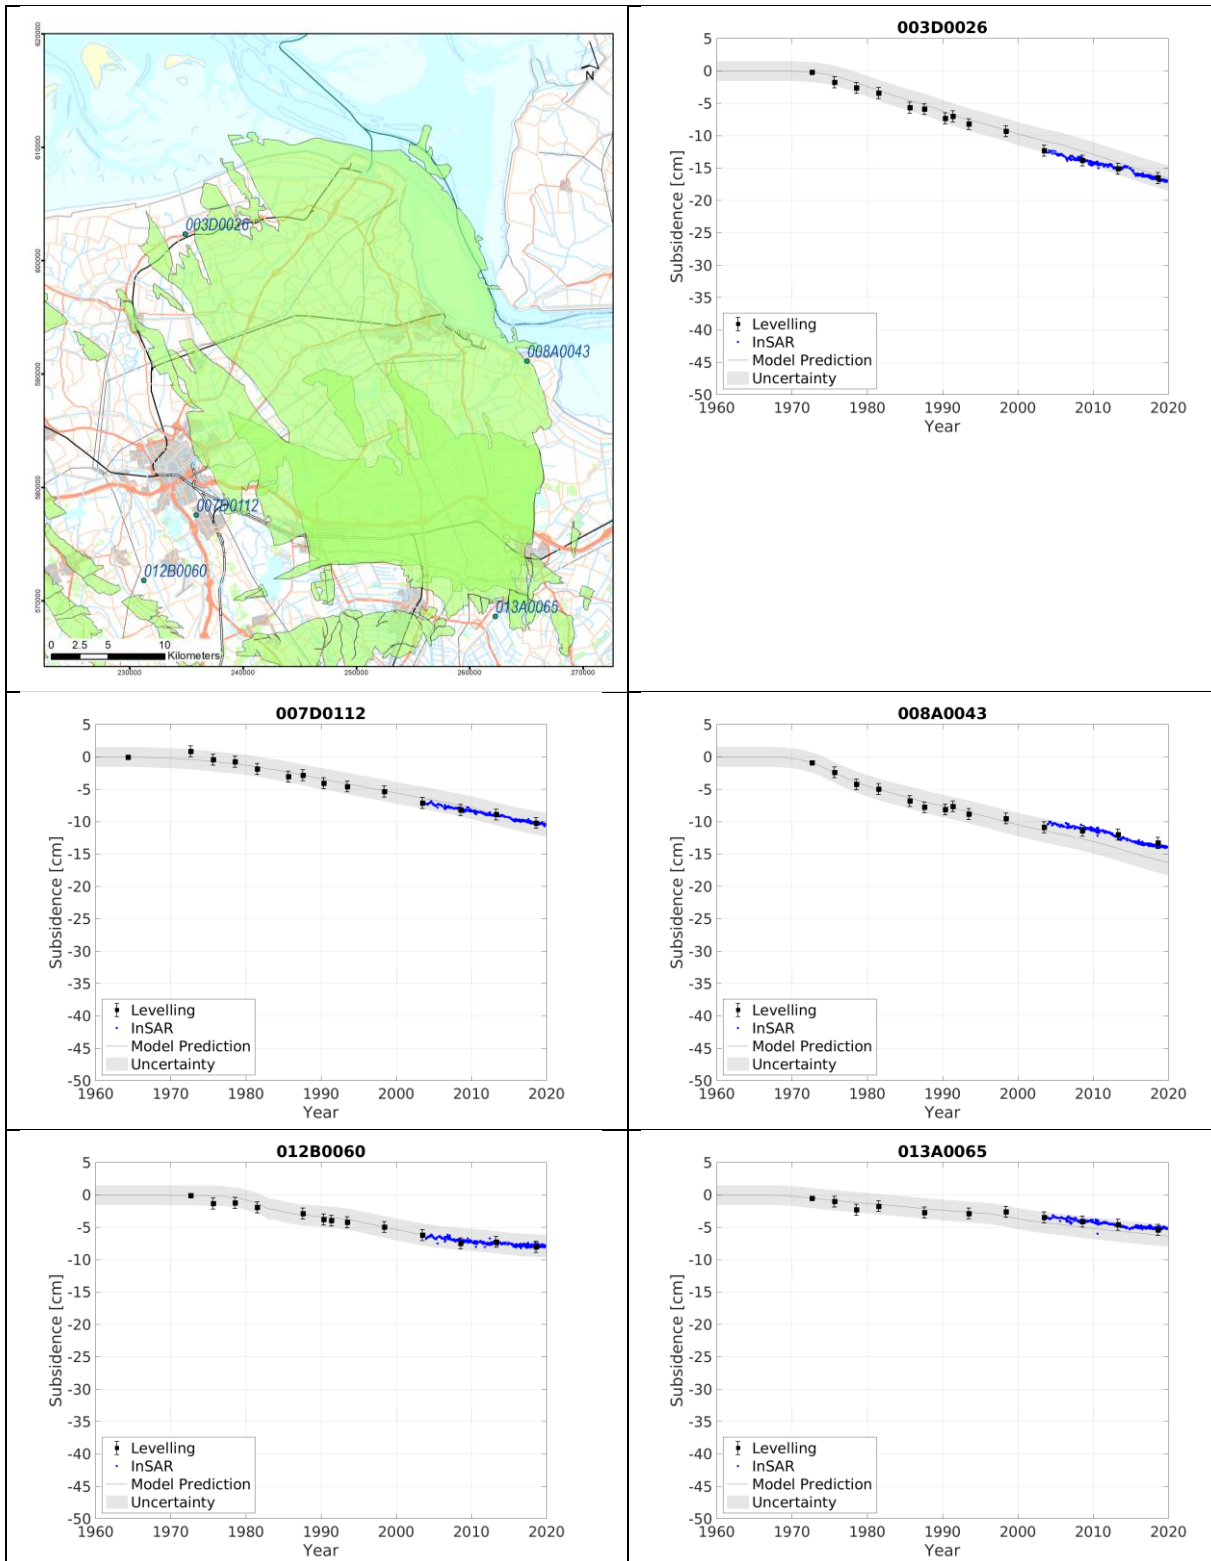 620000
610000
600000
590000
580000
570000
N
003D0026
008A0043
007D0112
012B0060
013A0065
0 2.5 5 10
Kilometers
230000 240000 250000 260000 270000
003D0026
5
0
-5
-10
-15
-20
-25
-30
-35
-40
-45
-50
Subsidence [cm]
Levelling
InSAR
Model Prediction
Uncertainty
1960 1970 1980 1990 2000 2010 2020
Year
007D0112
5
0
-5
-10
-15
-20
-25
-30
-35
-40
-45
-50
Subsidence [cm]
Levelling
InSAR
Model Prediction
Uncertainty
1960 1970 1980 1990 2000 2010 2020
Year
008A0043
5
0
-5
-10
-15
-20
-25
-30
-35
-40
-45
-50
Subsidence [cm]
Levelling
InSAR
Model Prediction
Uncertainty
1960 1970 1980 1990 2000 2010 2020
Year
012B0060
5
0
-5
-10
-15
-20
-25
-30
-35
-40
-45
-50
Subsidence [cm]
Levelling
InSAR
Model Prediction
Uncertainty
1960 1970 1980 1990 2000 2010 2020
Year
013A0065
5
0
-5
-10
-15
-20
-25
-30
-35
-40
-45
-50
Subsidence [cm]
Levelling
InSAR
Model Prediction
Uncertainty
1960 1970 1980 1990 2000 2010 2020
Year